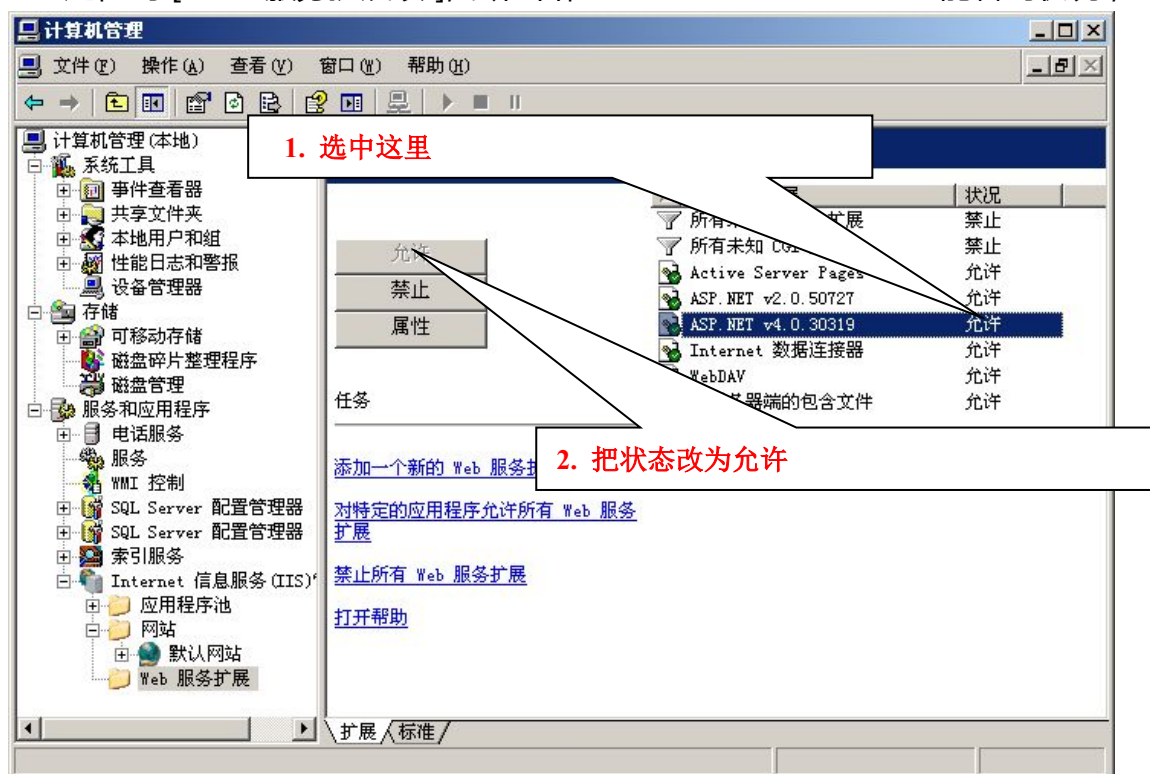 计算机管理
文件(F) 操作(A) 查看(V) 窗口(W) 帮助(H)
计算机管理(本地)
系统工具
事件查看器
共享文件夹
本地用户和组
性能日志和警报
设备管理器
存储
可移动存储
磁盘碎片整理程序
磁盘管理
服务和应用程序
电话服务
服务
WMI 控制
SQL Server 配置管理器
SQL Server 配置管理器
索引服务
Internet 信息服务(IIS)
应用程序池
网站
默认网站
Web 服务扩展
1. 选中这里
允许
禁止
属性
状况
所有 扩展 禁止
所有未知 CGI 禁止
Active Server Pages 允许
ASP.NET v2.0.50727 允许
ASP.NET v4.0.30319 允许
Internet 数据连接器 允许
WebDAV 允许
器端的包含文件 允许
2. 把状态改为允许
任务
添加一个新的 Web 服务
对特定的应用程序允许所有 Web 服务
扩展
禁止所有 Web 服务扩展
打开帮助
扩展 标准